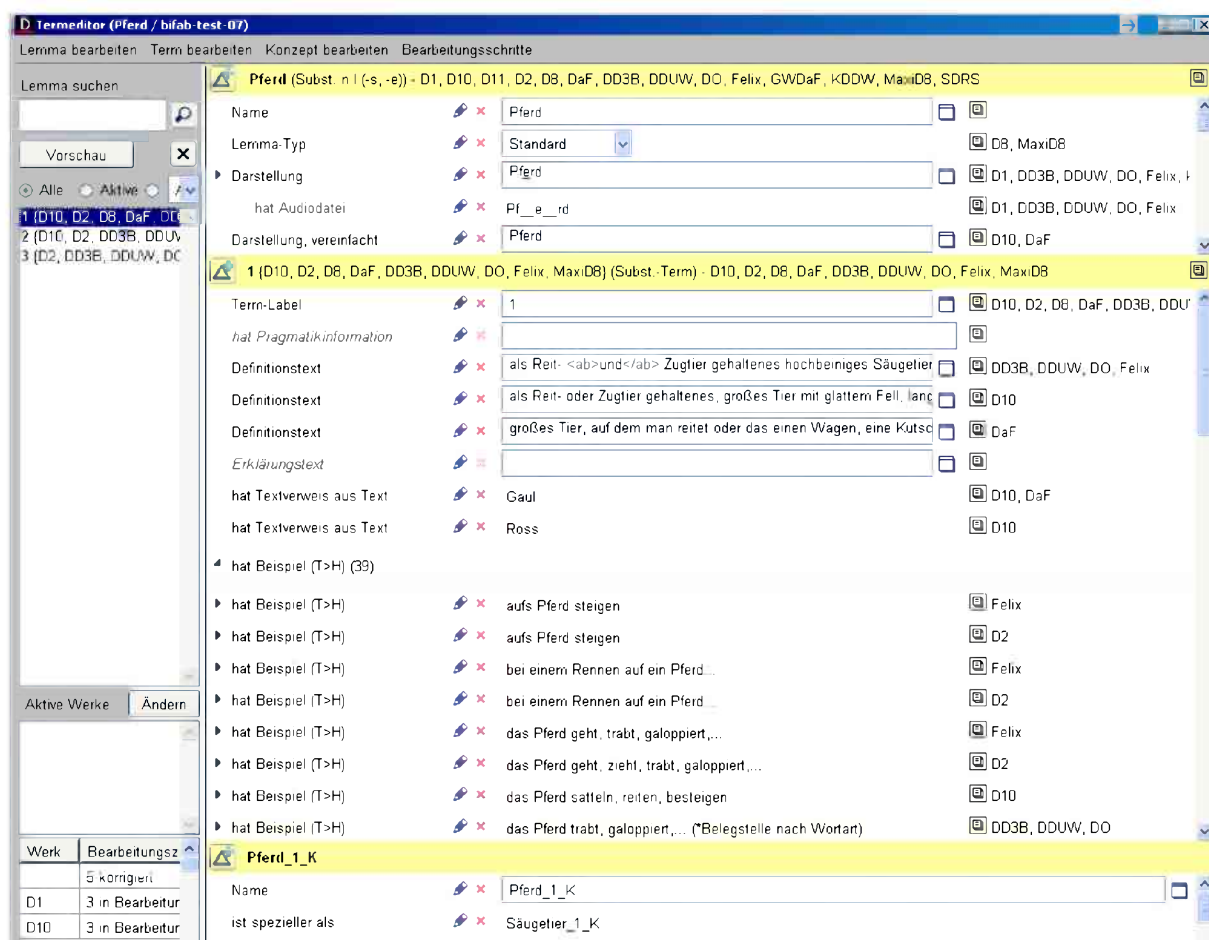 D Termeditor (Pferd / bifab-test-07)
Lemma bearbeiten Term bearbeiten Konzept bearbeiten Bearbeitungsschritte
Lemma suchen
Vorschau
Alle Aktive
1 (D10, D2, D8, DaF,
2 (D10, D2, DD3B, DDUW
3 (D2, DD3B, DDUW, DO
Aktive Werke Ändern
Werk Bearbeitungsz
5 korrigiert
D1 3 in Bearbeitur
D10 3 in Bearbeitur
Pferd (Subst. n I (-s, -e)) - D1, D10, D11, D2, D8, DaF, DD3B, DDUW, DO, Felix, GWDaF, KDDW, MaxiD8, SDRS
Name Pferd
Lemma-Typ Standard D8, MaxiD8
Darstellung Pferd D1, DD3B, DDUW, DO, Felix,
hat Audiodatei Pf__e__rd D1, DD3B, DDUW, DO, Felix
Darstellung, vereinfacht Pferd D10, DaF
1 (D10, D2, D8, DaF, DD3B, DDUW, DO, Felix, MaxiD8) (Subst.-Term) - D10, D2, D8, DaF, DD3B, DDUW, DO, Felix, MaxiD8
Term-Label 1 D10, D2, D8, DaF, DD3B, DDU
hat Pragmatikinformation
Definitionstext als Reit- <ab>und</ab> Zugtier gehaltenes hochbeiniges Säugetier DD3B, DDUW, DO, Felix
Definitionstext als Reit- oder Zugtier gehaltenes, großes Tier mit glattem Fell, lang D10
Definitionstext großes Tier, auf dem man reitet oder das einen Wagen, eine Kutsc DaF
Erklärungstext
hat Textverweis aus Text Gaul D10, DaF
hat Textverweis aus Text Ross D10
hat Beispiel (T>H) (39)
hat Beispiel (T>H) aufs Pferd steigen Felix
hat Beispiel (T>H) aufs Pferd steigen D2
hat Beispiel (T>H) bei einem Rennen auf ein Pferd... Felix
hat Beispiel (T>H) bei einem Rennen auf ein Pferd... D2
hat Beispiel (T>H) das Pferd geht, trabt, galoppiert,... Felix
hat Beispiel (T>H) das Pferd geht, zieht, trabt, galoppiert,... D2
hat Beispiel (T>H) das Pferd satteln, reiten, besteigen D10
hat Beispiel (T>H) das Pferd trabt, galoppiert,... (*Belegstelle nach Wortart) DD3B, DDUW, DO
Pferd_1_K
Name Pferd_1_K
ist spezieller als Säugetier_1_K